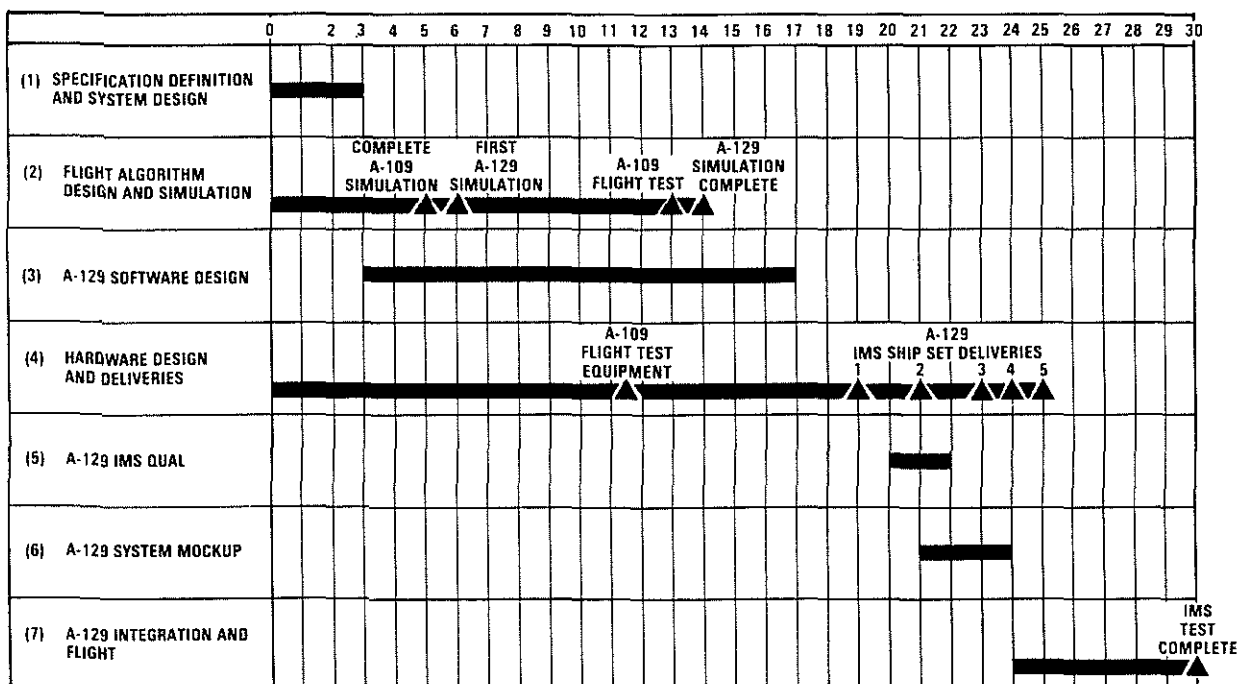 0 2 3 4 5 6 7 8 9 10 11 12 13 14 15 16 17 18 19 20 21 22 23 24 25 26 27 28 29 30
(1) SPECIFICATION DEFINITION
AND SYSTEM DESIGN
(2) FLIGHT ALGORITHM
DESIGN AND SIMULATION
COMPLETE
A-109
SIMULATION
FIRST
A-129
SIMULATION
A-109
FLIGHT TEST
A-129
SIMULATION
COMPLETE
(3) A-129 SOFTWARE DESIGN
(4) HARDWARE DESIGN
AND DELIVERIES
A-109
FLIGHT TEST
EQUIPMENT
A-129
IMS SHIP SET DELIVERIES
1 2 3 4 5
(5) A-129 IMS QUAL
(6) A-129 SYSTEM MOCKUP
(7) A-129 INTEGRATION AND
FLIGHT
IMS
TEST
COMPLETE